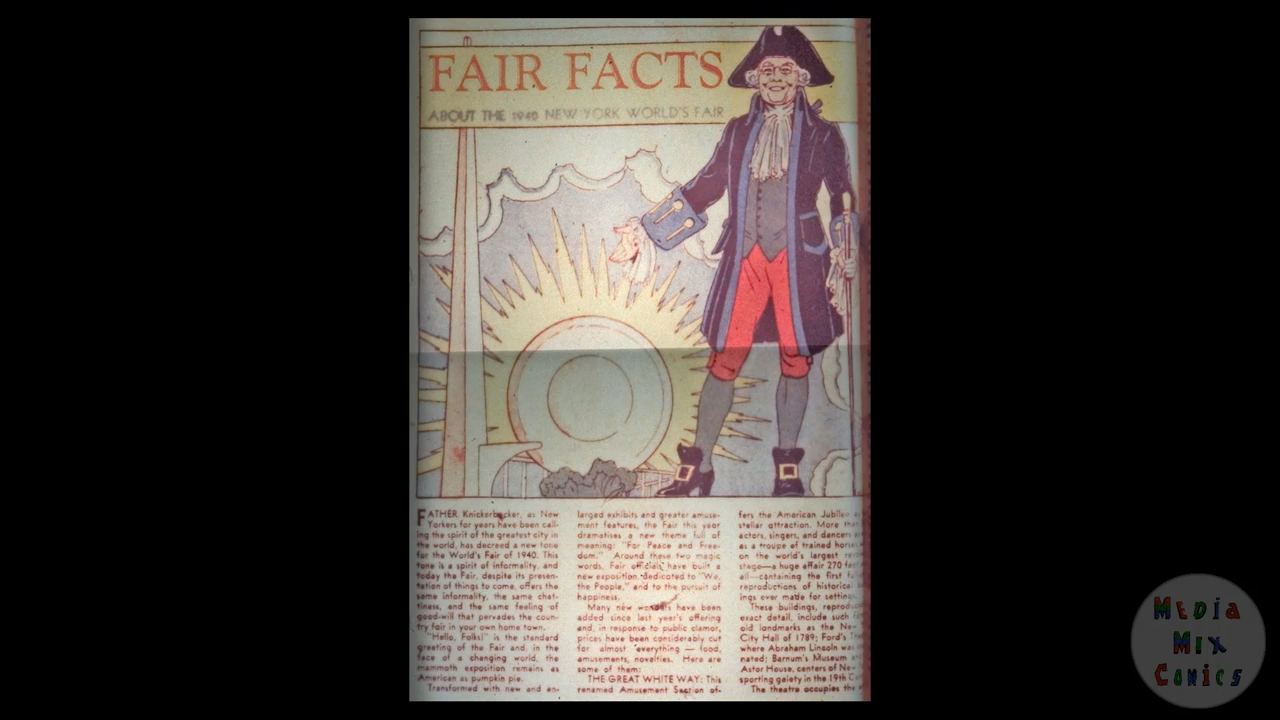 FAIR FACTS
ABOUT THE 1940 NEW YORK WORLD'S FAIR
FATHER Knickerbocker, as New
Yorkers for years have been call-
ing the spirit of the greatest city in
the world, has decreed a new tone
for the World's Fair of 1940. This
tone is a spirit of informality, and
today the Fair, despite its presen-
tation of things to come, offers the
same informality, the same chat-
tiness, and the same feeling of
good-will that pervades the coun-
try fair in your own home town.
"Hello, Folks!" is the standard
greeting of the Fair and, in the
face of a changing world, the
mammoth exposition remains as
American as pumpkin pie.
Transformed with new and en-
larged exhibits and greater amuse-
ment features, the Fair this year
dramatises a new theme full of
meaning: "For Peace and Free-
dom." Around these two magic
words, Fair officials have built a
new exposition dedicated to "We,
the People," and to the pursuit of
happiness.
Many new wonders have been
added since last year's offering
and, in response to public clamor,
prices have been considerably cut
for almost everything — food,
amusements, novelties. Here are
some of them:
THE GREAT WHITE WAY: This
renamed Amusement Section of-
fers the American Jubilee
stellar attraction. More than
actors, singers, and dancers
as a troupe of trained horses
on the world's largest
stage—a huge affair 270 feet
all—containing the first
reproductions of historical
ings ever made for
These buildings,
exact detail, include such
old landmarks as the New
City Hall of 1789; Ford's
where Abraham Lincoln was
nated; Barnum's Museum
Astor House, centers of New
sporting gaiety in the 19th
The theatre occupies the
MEDIA
MIX
COMICS